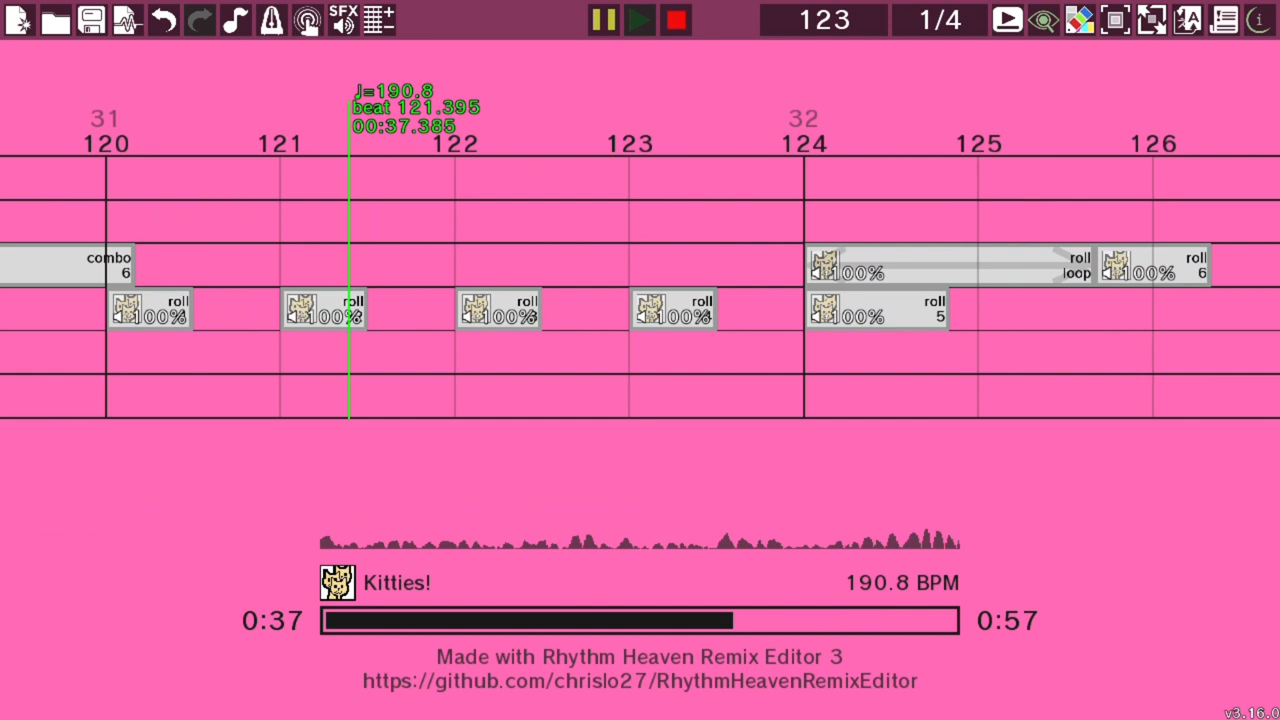 SFX
123
1/4
♩=190.8
beat 121.395
00:37.385
31
32
120 121 122 123 124 125 126
combo
6
roll
loop
100%
roll
6
100%
roll
100%
roll
100%
roll
100%
roll
100%
roll
5
100%
Kitties!
190.8 BPM
0:37
0:57
Made with Rhythm Heaven Remix Editor 3
https://github.com/chrislo27/RhythmHeavenRemixEditor
v3.16.0